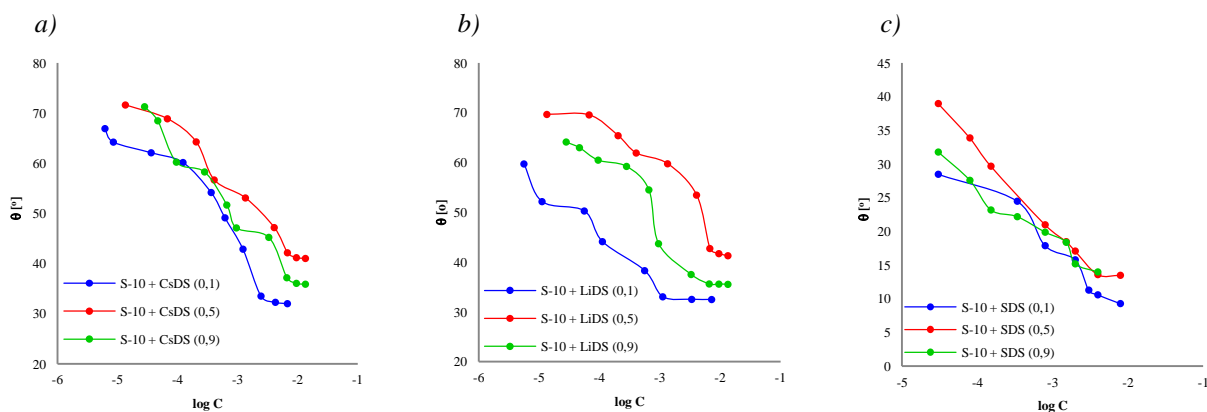 a)
80
70
60
50
40
30
20
θ [º]
-6 -5 -4 -3 -2 -1
log C
S-10 + CsDS (0,1)
S-10 + CsDS (0,5)
S-10 + CsDS (0,9)
b)
80
70
60
50
40
30
20
θ [o]
-6 -5 -4 -3 -2 -1
log C
S-10 + LiDS (0,1)
S-10 + LiDS (0,5)
S-10 + LiDS (0,9)
c)
45
40
35
30
25
20
15
10
5
0
θ [º]
-5 -4 -3 -2 -1
log C
S-10 + SDS (0,1)
S-10 + SDS (0,5)
S-10 + SDS (0,9)